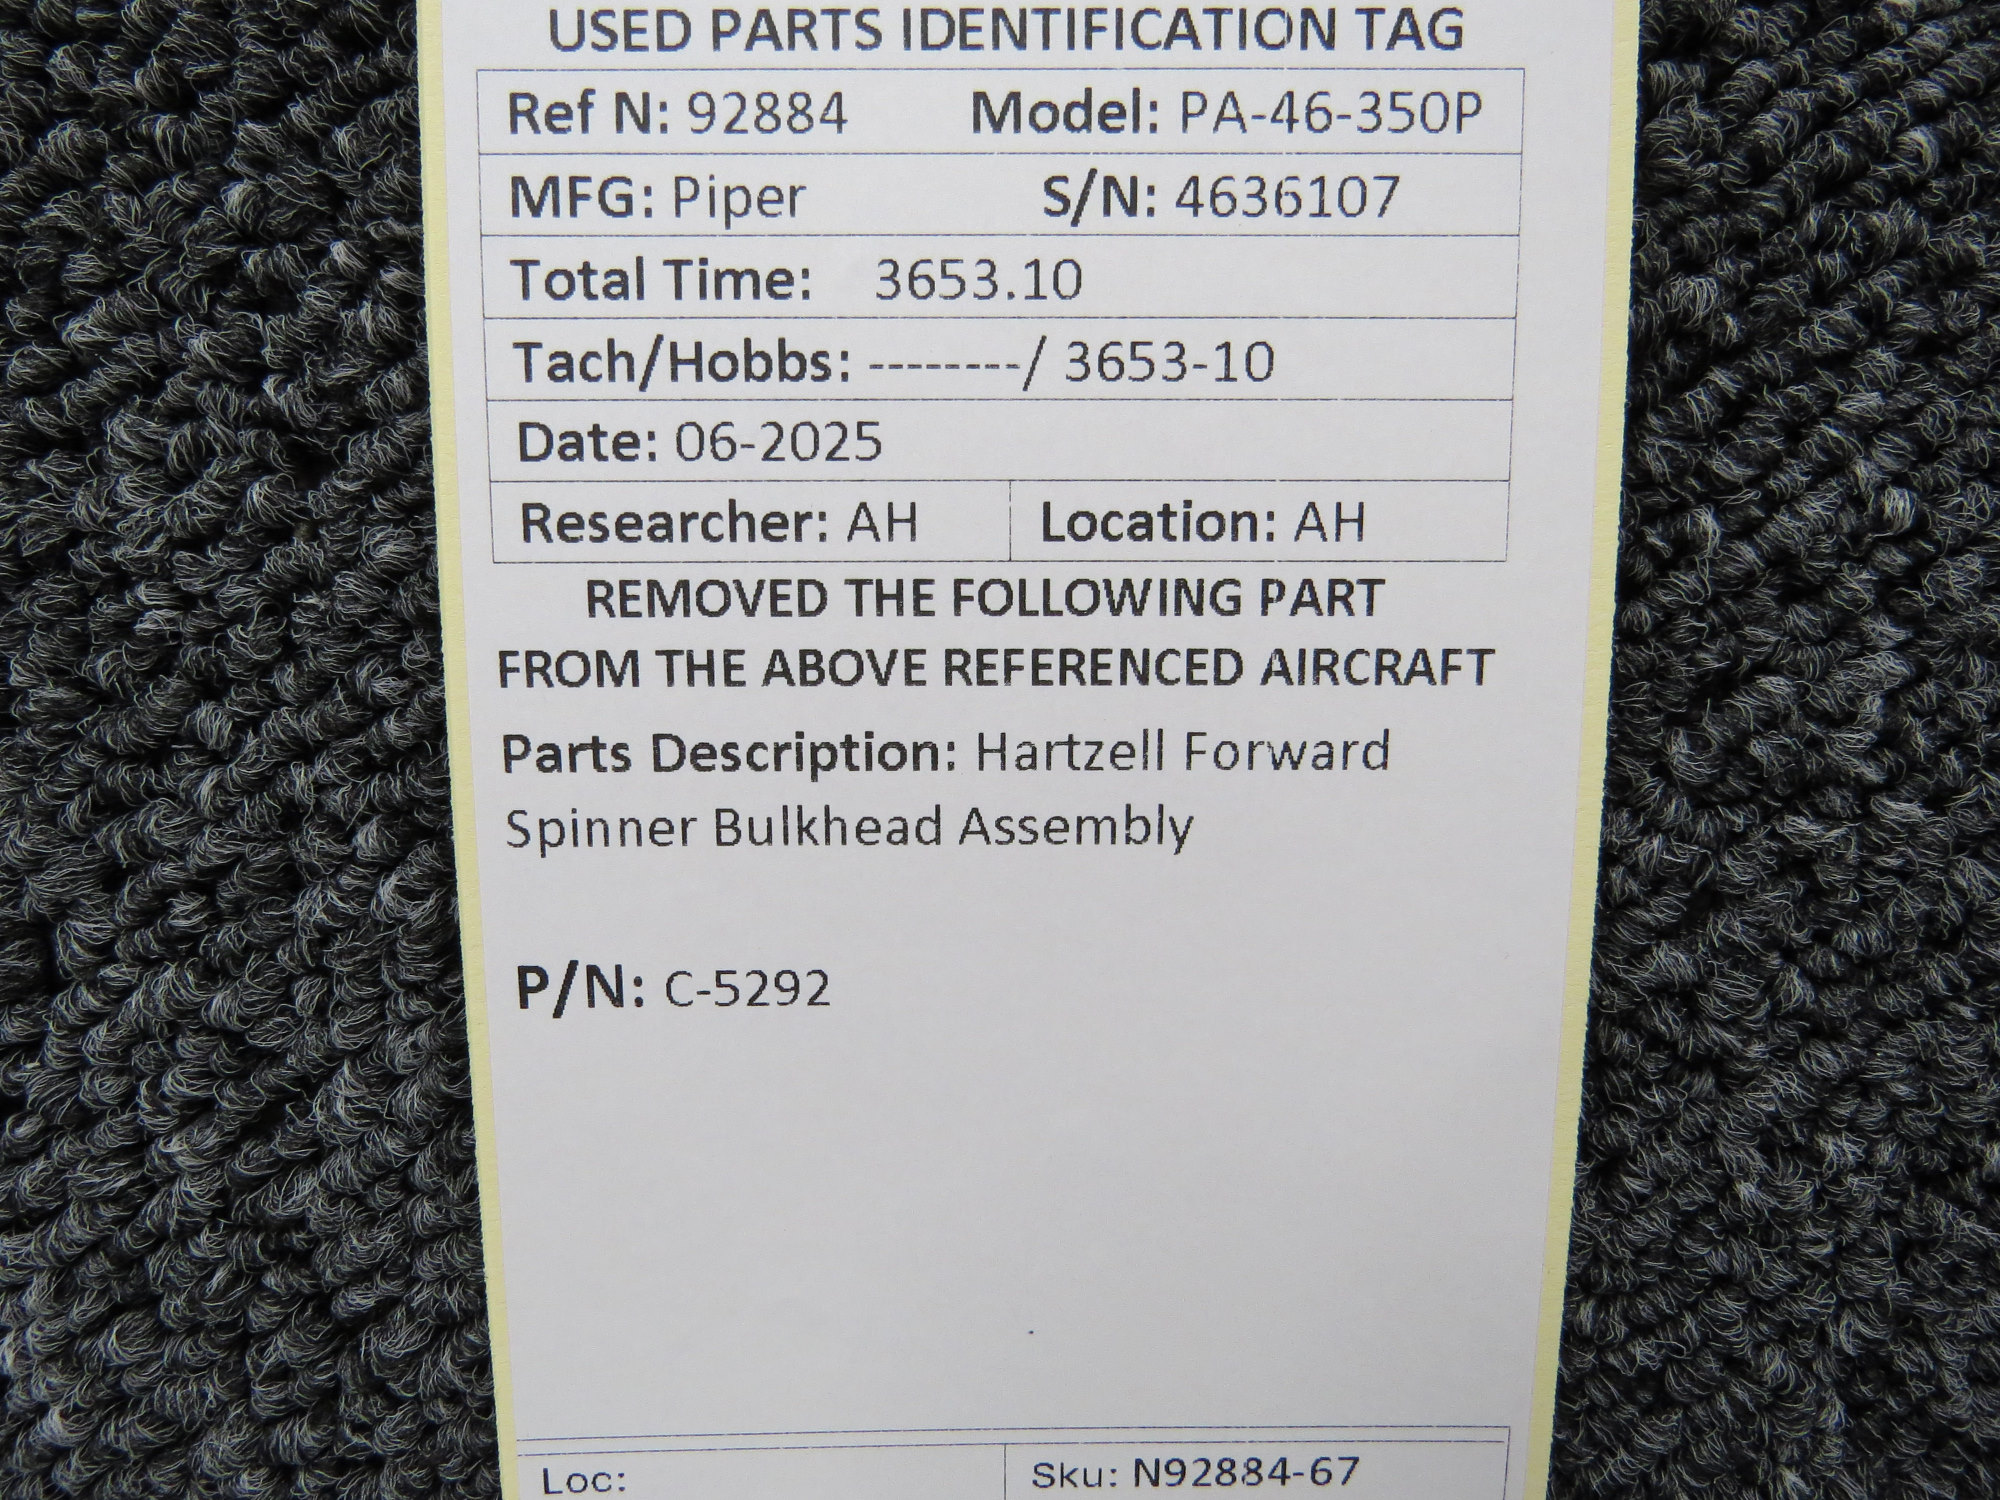 USED PARTS IDENTIFICATION TAG
Ref N: 92884 Model: PA-46-350P
MFG: Piper S/N: 4636107
Total Time: 3653.10
Tach/Hobbs: --------/ 3653-10
Date: 06-2025
Researcher: AH Location: AH
REMOVED THE FOLLOWING PART
FROM THE ABOVE REFERENCED AIRCRAFT
Parts Description: Hartzell Forward
Spinner Bulkhead Assembly
P/N: C-5292
Loc: Sku: N92884-67